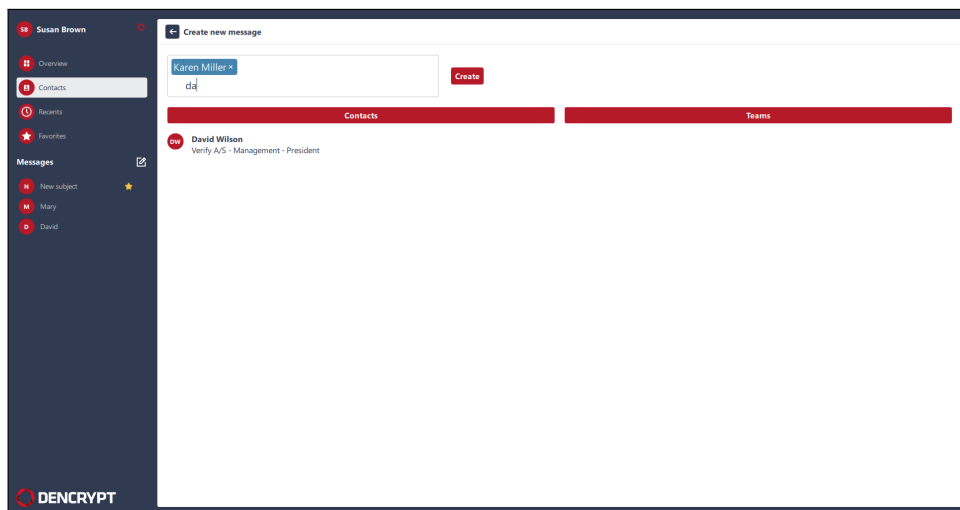 SB Susan Brown
Overview
Contacts
Recents
Favorites
Messages
N New subject
M Mary
D David
DENCRYPT
Create new message
Karen Miller ×
da
Create
Contacts
Teams
DW David Wilson
Verify A/S - Management - President